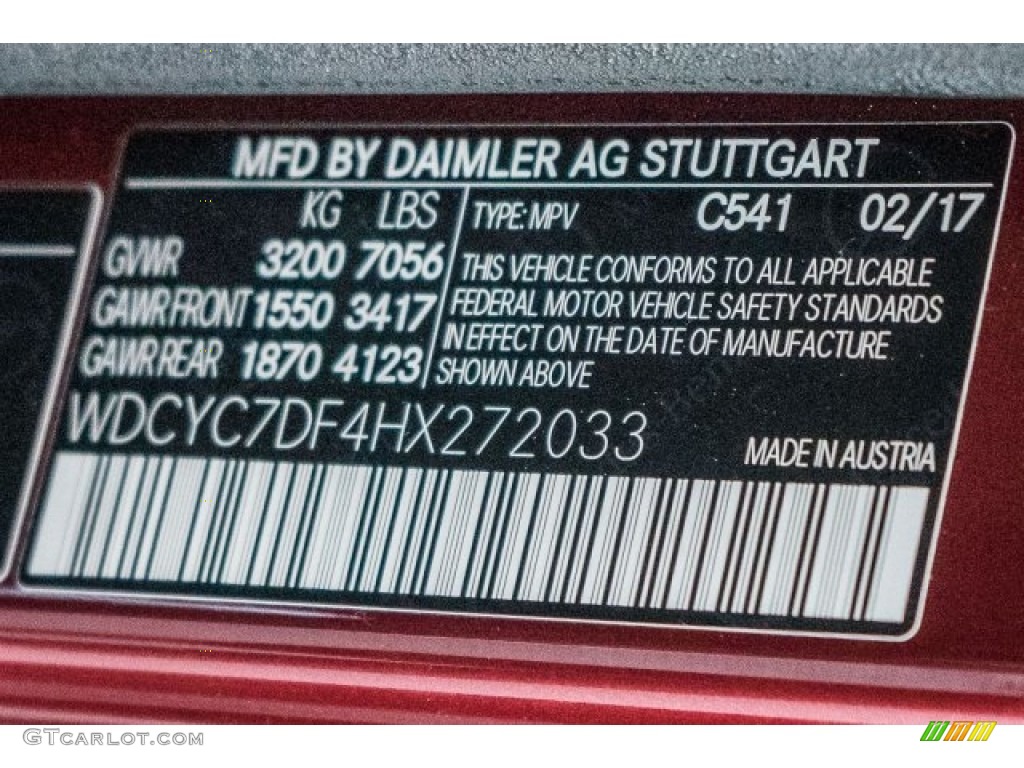 MFD BY DAIMLER AG STUTTGART
KG LBS
GVWR 3200 7056
GAWR FRONT 1550 3417
GAWR REAR 1870 4123
TYPE: MPV C541 02/17
THIS VEHICLE CONFORMS TO ALL APPLICABLE
FEDERAL MOTOR VEHICLE SAFETY STANDARDS
IN EFFECT ON THE DATE OF MANUFACTURE
SHOWN ABOVE
WDCYC7DF4HX272033
MADE IN AUSTRIA
GTcarlot.com